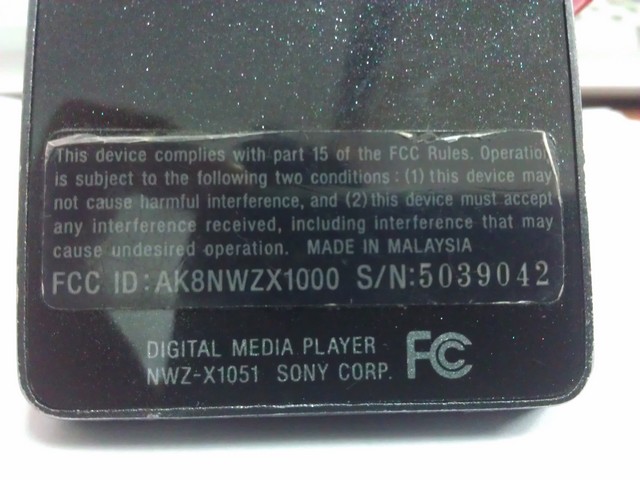 This device complies with part 15 of the FCC Rules. Operation
is subject to the following two conditions : (1) this device may
not cause harmful interference, and (2) this device must accept
any interference received, including interference that may
cause undesired operation. MADE IN MALAYSIA
FCC ID:AK8NWZX1000 S/N:5039042
DIGITAL MEDIA PLAYER
NWZ-X1051 SONY CORP.
FC